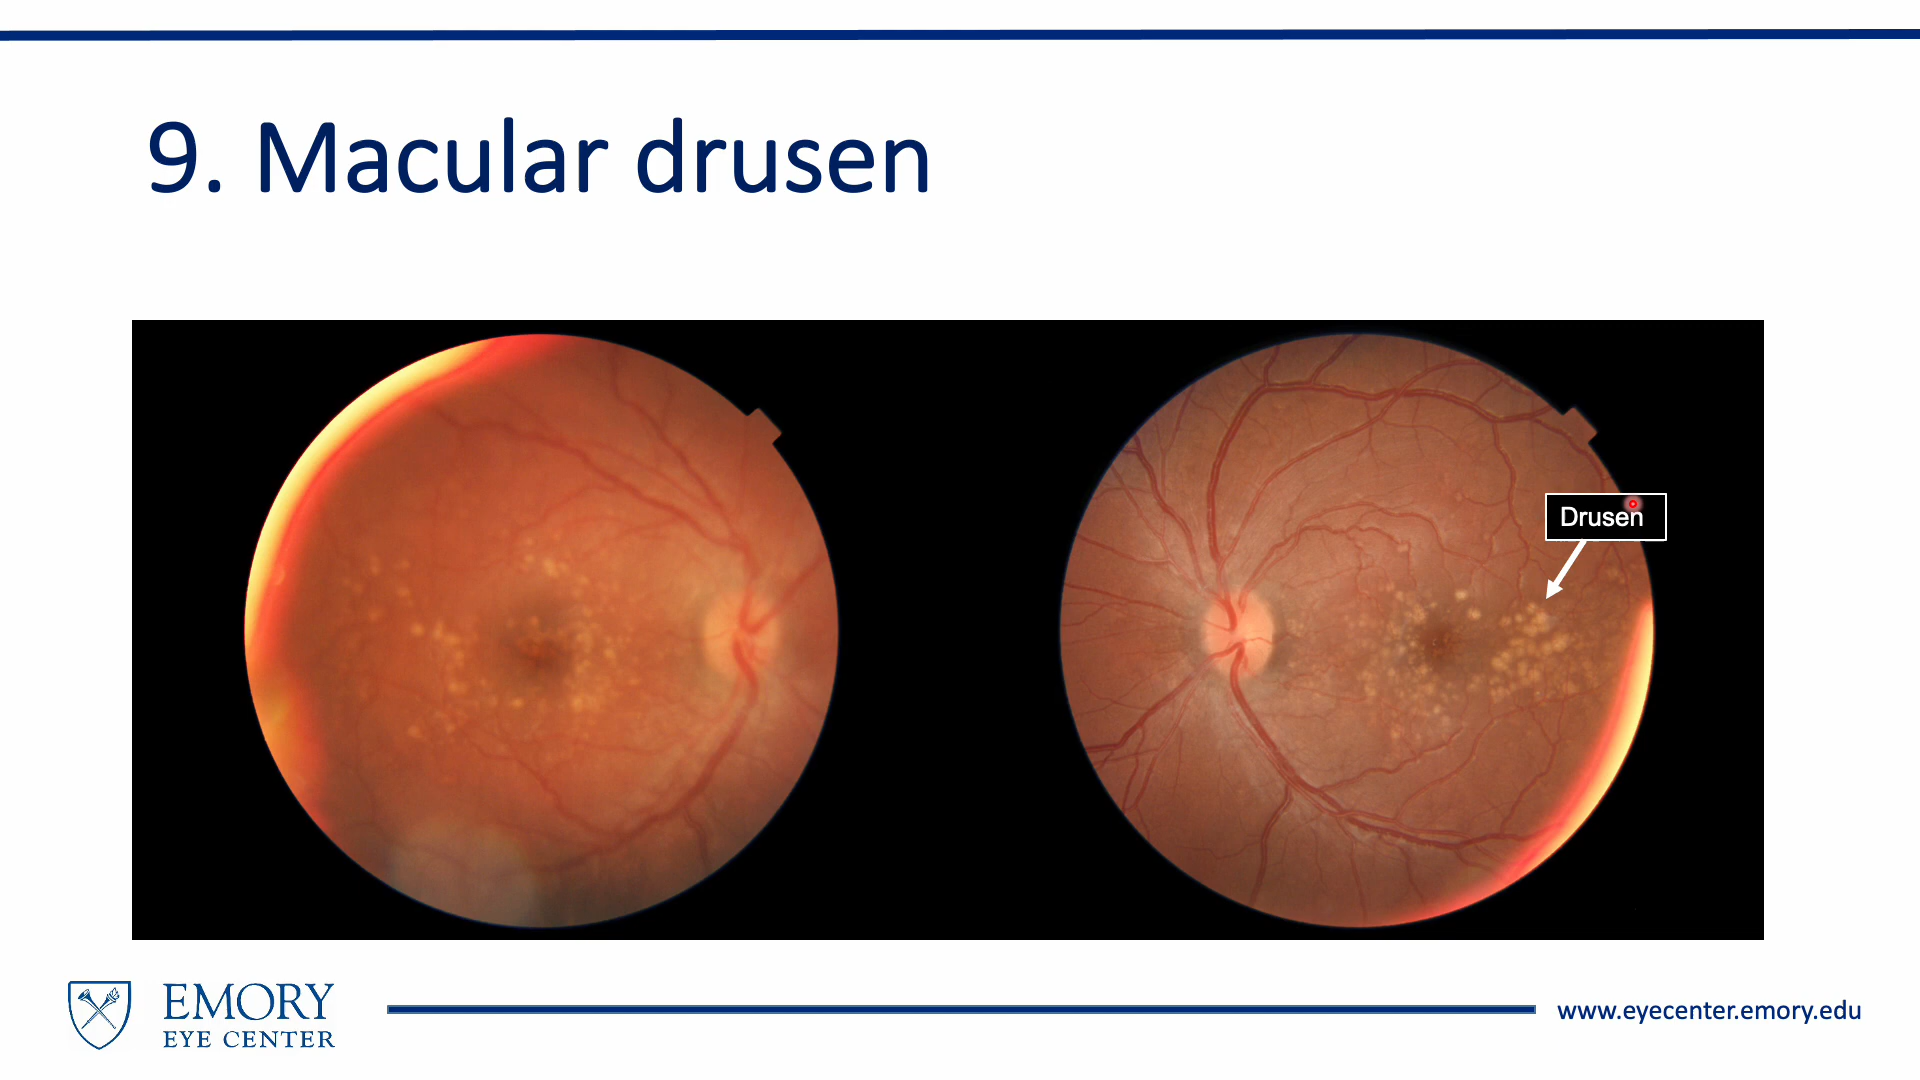 9. Macular drusen
Drusen
EMORY
EYE CENTER
www.eyecenter.emory.edu